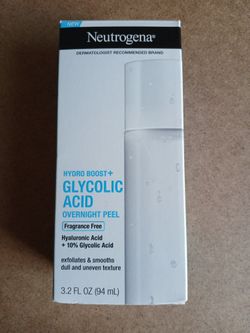 NEW
Neutrogena®
DERMATOLOGIST RECOMMENDED BRAND
HYDRO BOOST+
GLYCOLIC
ACID
OVERNIGHT PEEL
Fragrance Free
Hyaluronic Acid
+ 10% Glycolic Acid
exfoliates & smooths
dull and uneven texture
3.2 FL OZ (94 mL)